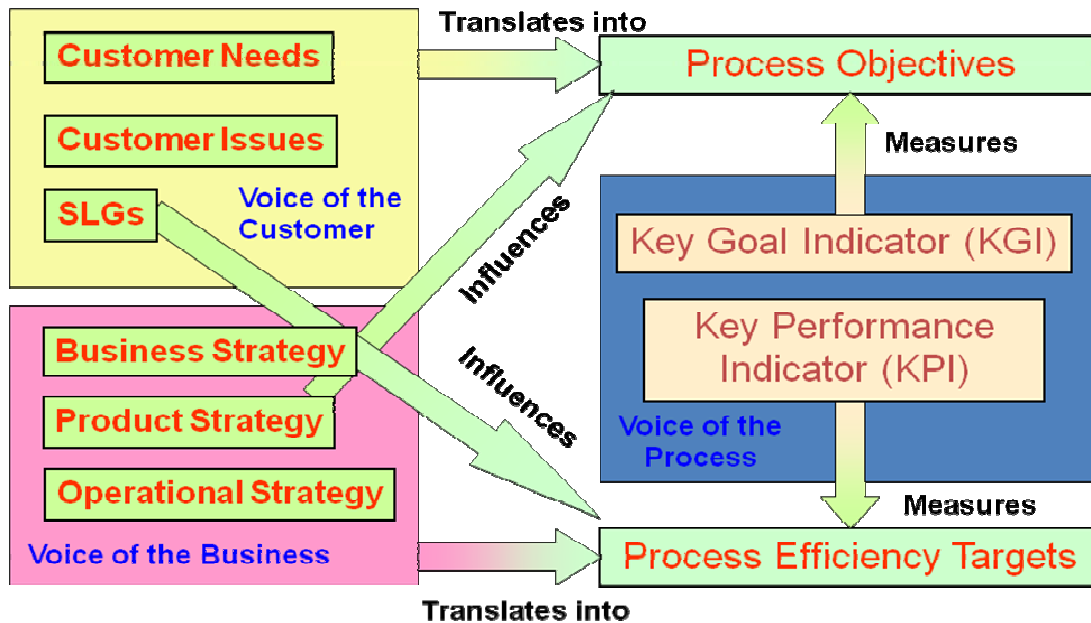 Translates into
Customer Needs
Customer Issues
SLGs
Voice of the
Customer
Process Objectives
Measures
Influences
Key Goal Indicator (KGI)
Key Performance
Indicator (KPI)
Voice of the
Process
Business Strategy
Product Strategy
Operational Strategy
Voice of the Business
Influences
Measures
Process Efficiency Targets
Translates into